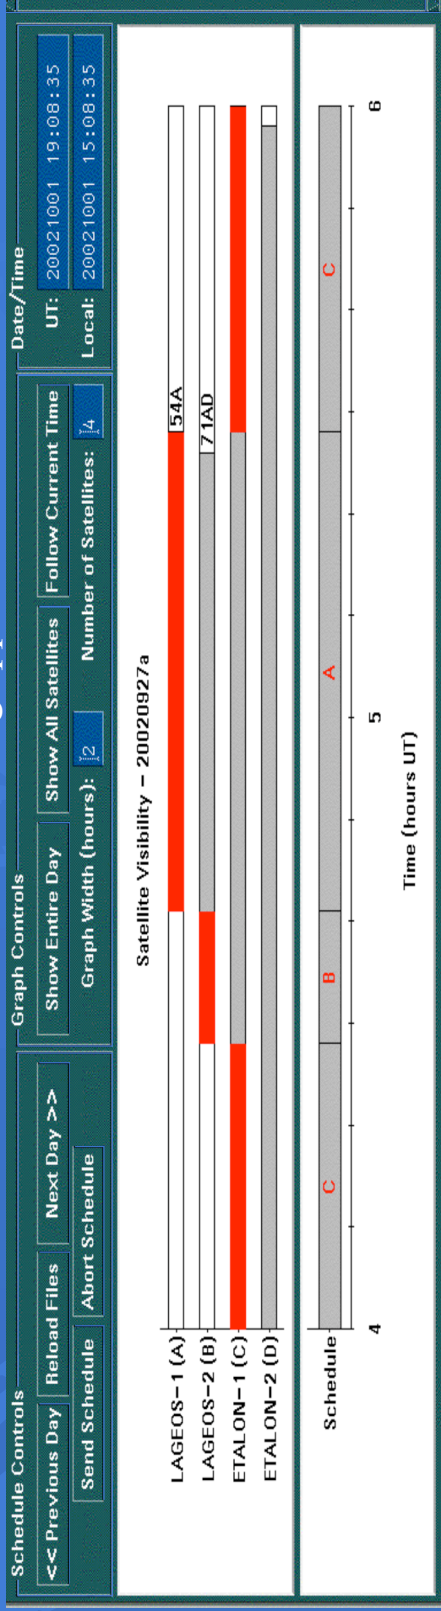 Schedule Controls
<< Previous Day Reload Files Next Day >>
Send Schedule Abort Schedule
Graph Controls
Show Entire Day Show All Satellites Follow Current Time
Graph Width (hours): 2 Number of Satellites: 4
Date/Time
UT: 20021001 19:08:35
Local: 20021001 15:08:35
Satellite Visibility - 20020927a
LAGEOS-1 (A) 54A
LAGEOS-2 (B) 71AD
ETALON-1 (C)
ETALON-2 (D)
Schedule C B A C
4 5 6
Time (hours UT)